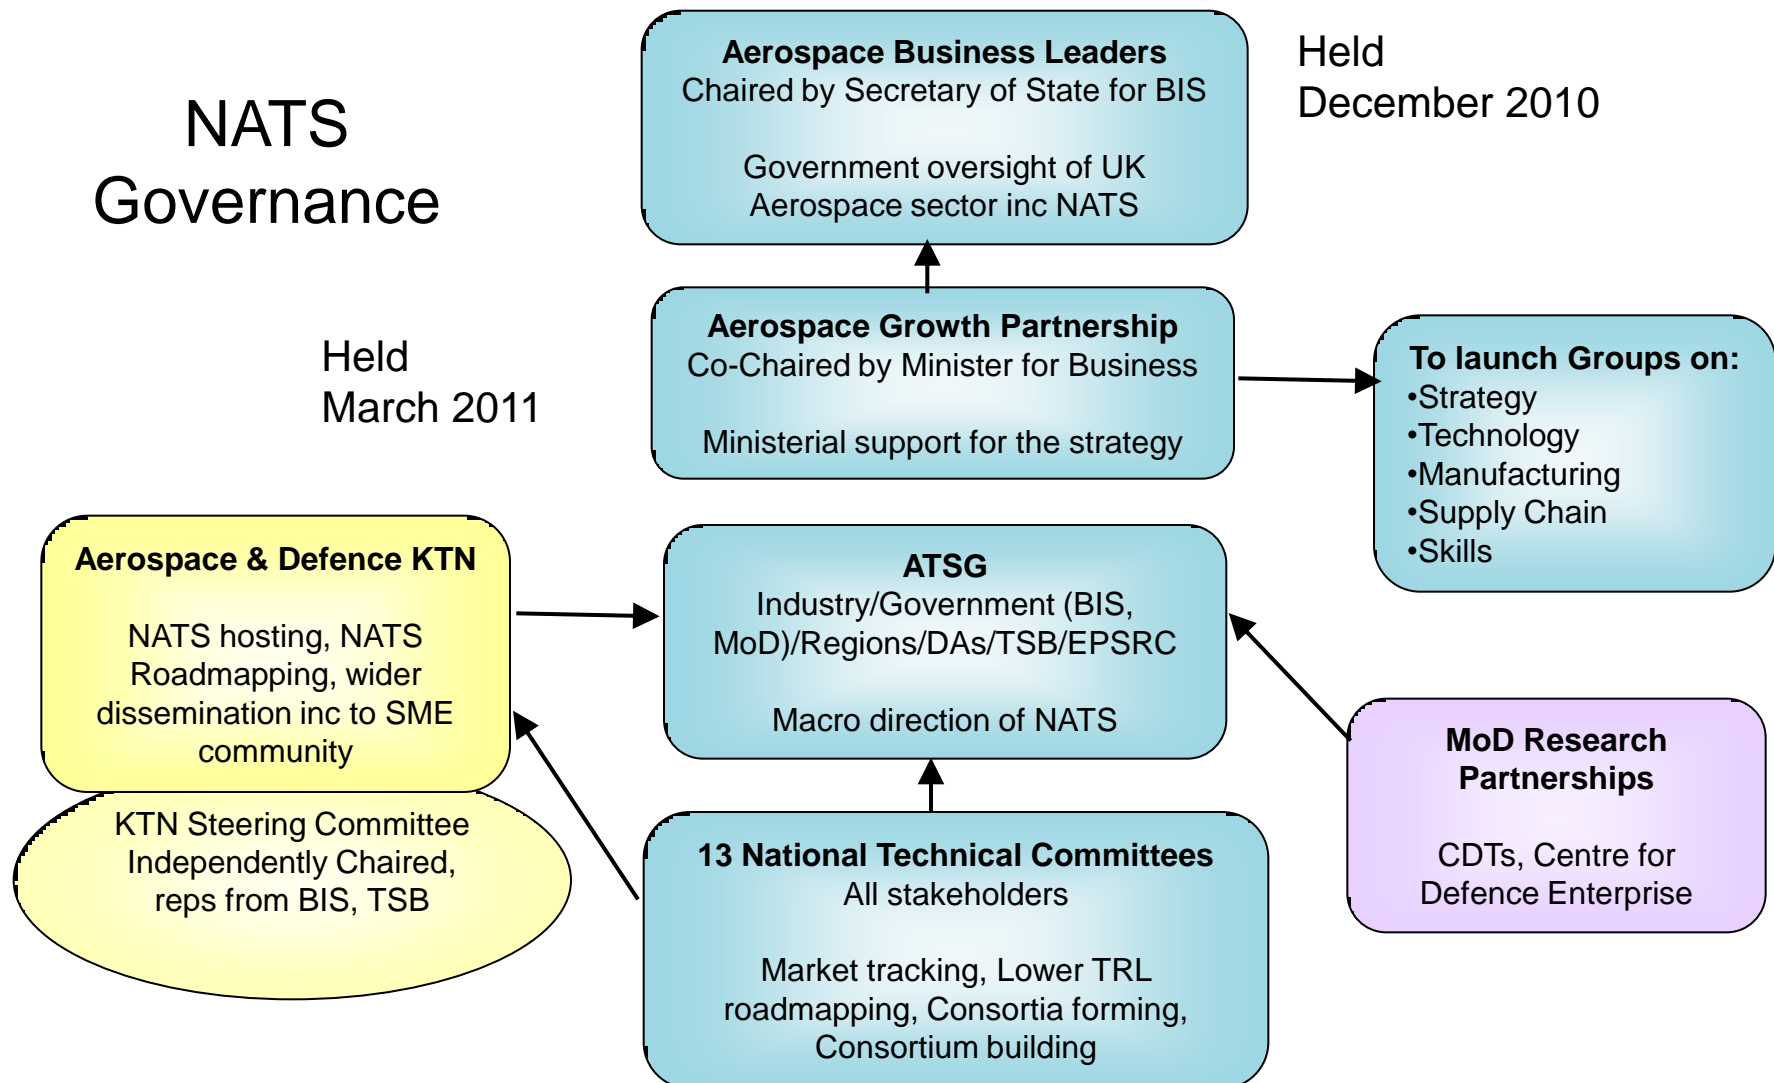 NATS
Governance
Aerospace Business Leaders
Chaired by Secretary of State for BIS
Government oversight of UK
Aerospace sector inc NATS
Held
December 2010
Held
March 2011
Aerospace Growth Partnership
Co-Chaired by Minister for Business
Ministerial support for the strategy
To launch Groups on:
•Strategy
•Technology
•Manufacturing
•Supply Chain
•Skills
Aerospace & Defence KTN
NATS hosting, NATS
Roadmapping, wider
dissemination inc to SME
community
KTN Steering Committee
Independently Chaired,
reps from BIS, TSB
ATSG
Industry/Government (BIS,
MoD)/Regions/DAs/TSB/EPSRC
Macro direction of NATS
MoD Research
Partnerships
CDTs, Centre for
Defence Enterprise
13 National Technical Committees
All stakeholders
Market tracking, Lower TRL
roadmapping, Consortia forming,
Consortium building